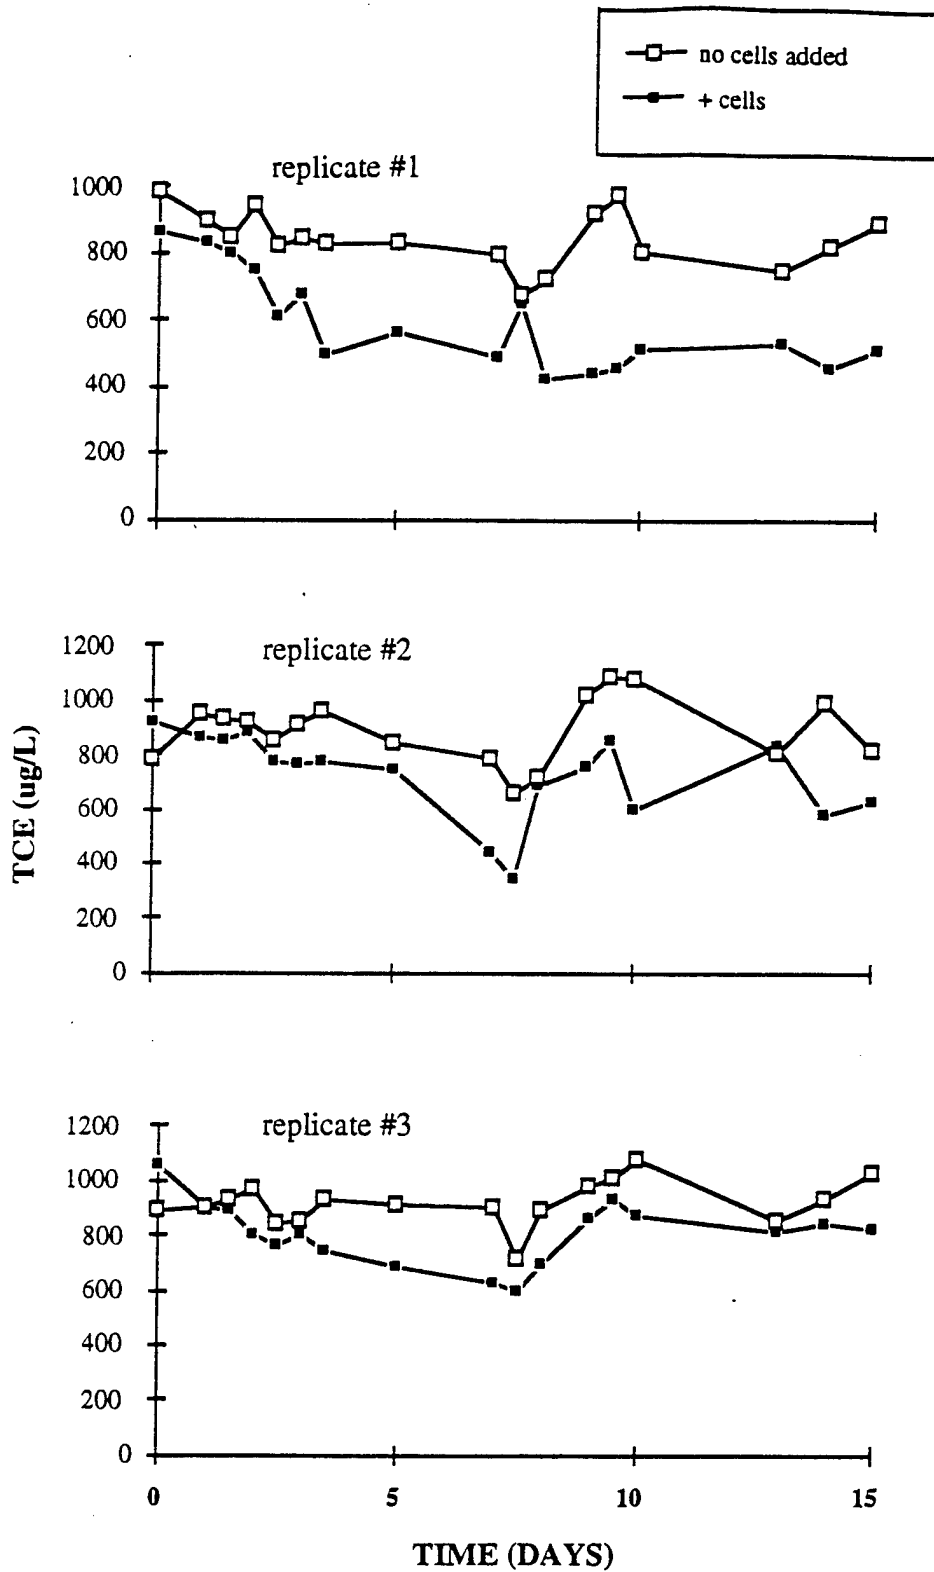 no cells added
+ cells
replicate #1
1000
800
600
400
200
0
replicate #2
1200
1000
800
600
400
200
0
TCE (ug/L)
replicate #3
1200
1000
800
600
400
200
0
0 5 10 15
TIME (DAYS)